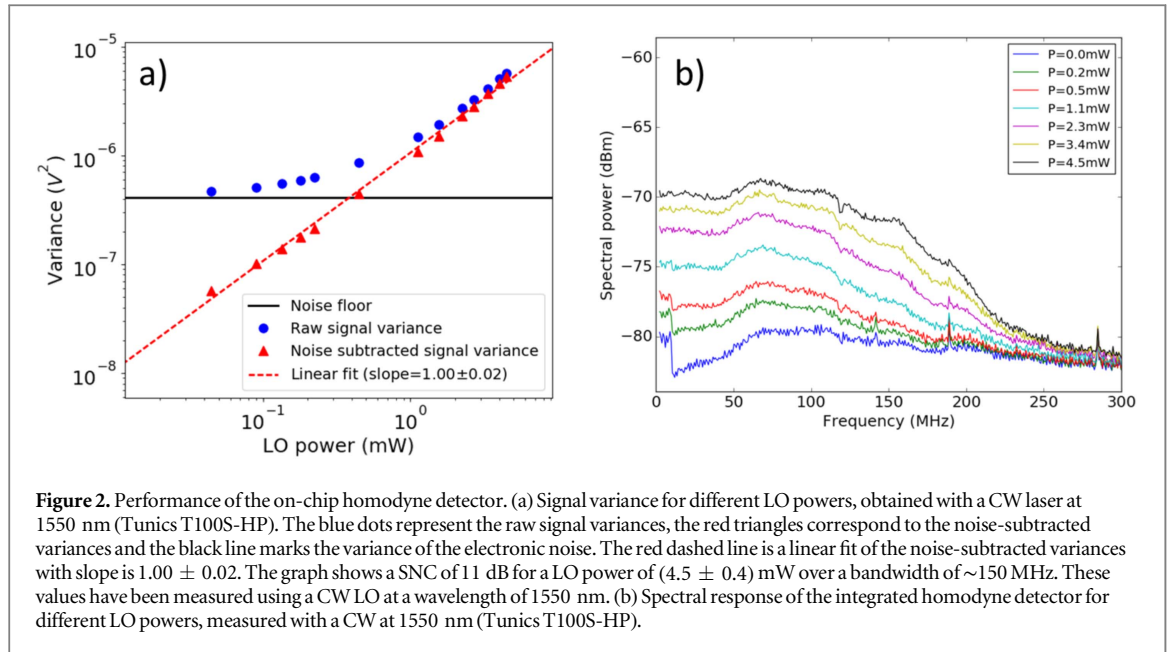 a)
10⁻⁵
10⁻⁶
10⁻⁷
10⁻⁸
Variance (V²)
Noise floor
Raw signal variance
Noise subtracted signal variance
Linear fit (slope=1.00±0.02)
10⁻¹
10⁰
LO power (mW)
b)
−60
−65
−70
−75
−80
Spectral power (dBm)
P=0.0mW
P=0.2mW
P=0.5mW
P=1.1mW
P=2.3mW
P=3.4mW
P=4.5mW
0 50 100 150 200 250 300
Frequency (MHz)
Figure 2. Performance of the on-chip homodyne detector. (a) Signal variance for different LO powers, obtained with a CW laser at
1550 nm (Tunics T100S-HP). The blue dots represent the raw signal variances, the red triangles correspond to the noise-subtracted
variances and the black line marks the variance of the electronic noise. The red dashed line is a linear fit of the noise-subtracted variances
with slope is 1.00 ± 0.02. The graph shows a SNC of 11 dB for a LO power of (4.5 ± 0.4) mW over a bandwidth of ~150 MHz. These
values have been measured using a CW LO at a wavelength of 1550 nm. (b) Spectral response of the integrated homodyne detector for
different LO powers, measured with a CW at 1550 nm (Tunics T100S-HP).